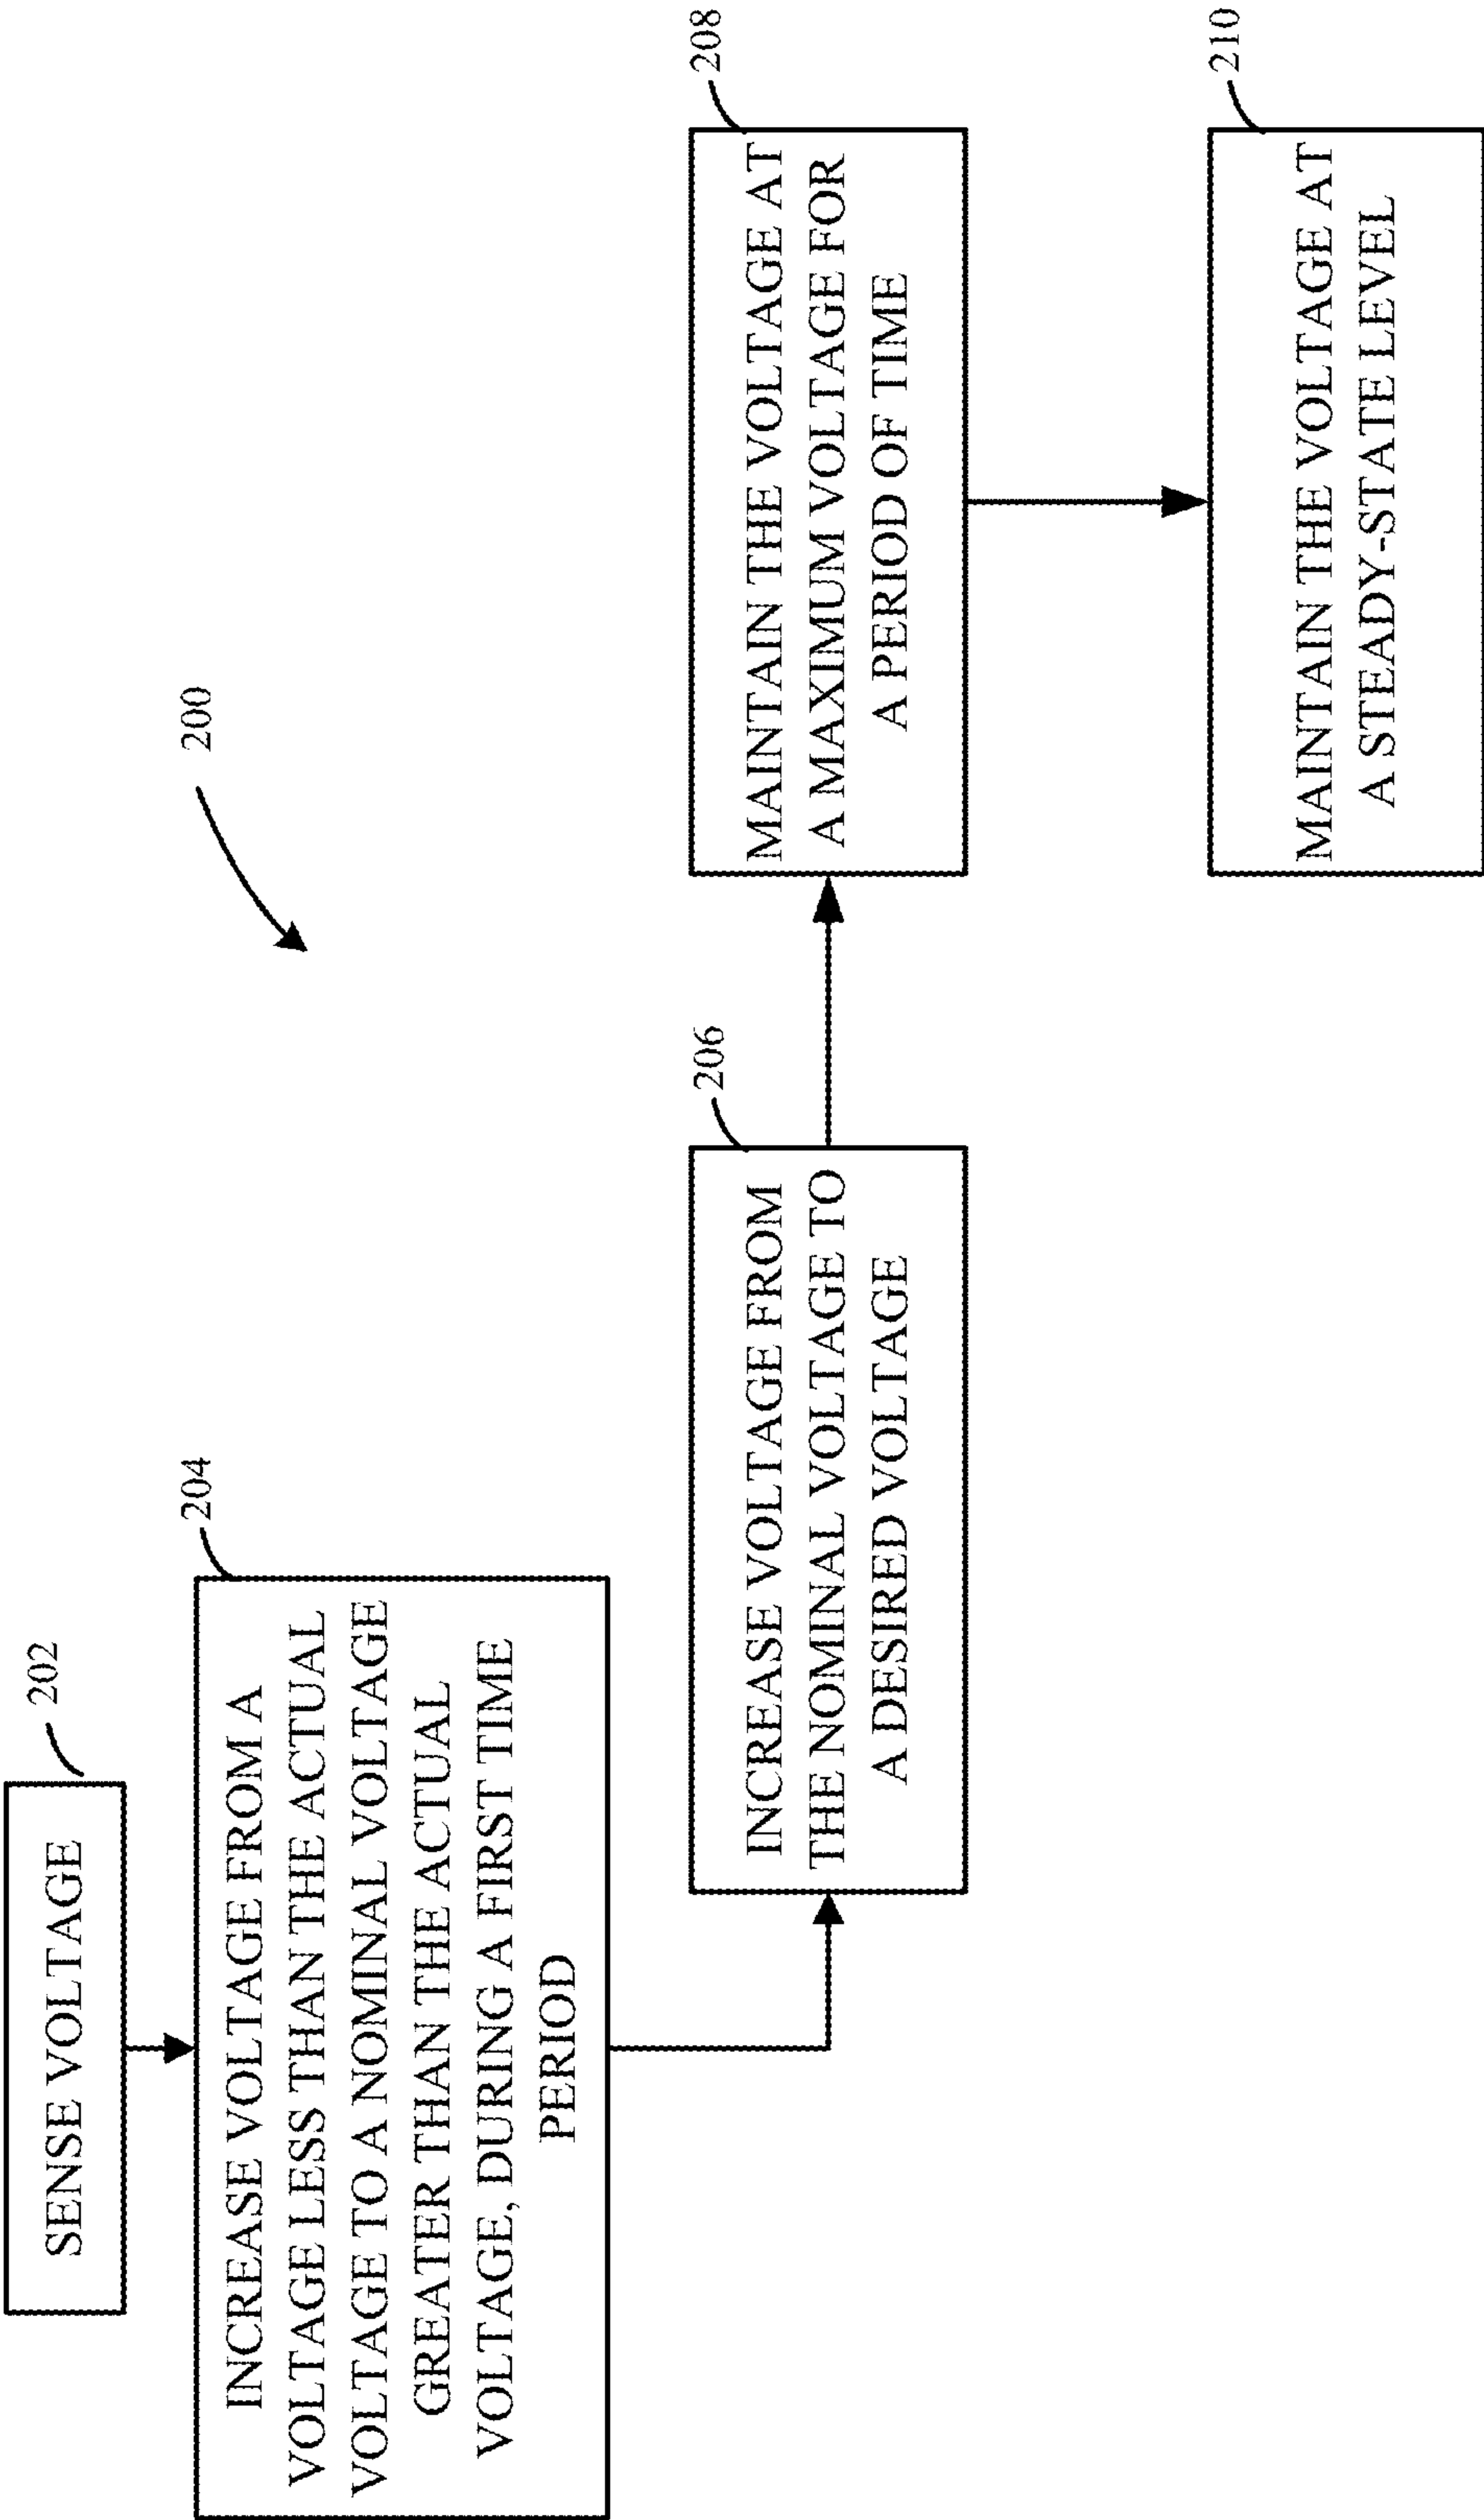 200
202
SENSE VOLTAGE
204
INCREASE VOLTAGE FROM A
VOLTAGE LESS THAN THE ACTUAL
VOLTAGE TO A NOMINAL VOLTAGE
GREATER THAN THE ACTUAL
VOLTAGE, DURING A FIRST TIME
PERIOD
206
INCREASE VOLTAGE FROM
THE NOMINAL VOLTAGE TO
A DESIRED VOLTAGE
208
MAINTAIN THE VOLTAGE AT
A MAXIMUM VOLTAGE FOR
A PERIOD OF TIME
210
MAINTAIN THE VOLTAGE AT
A STEADY-STATE LEVEL